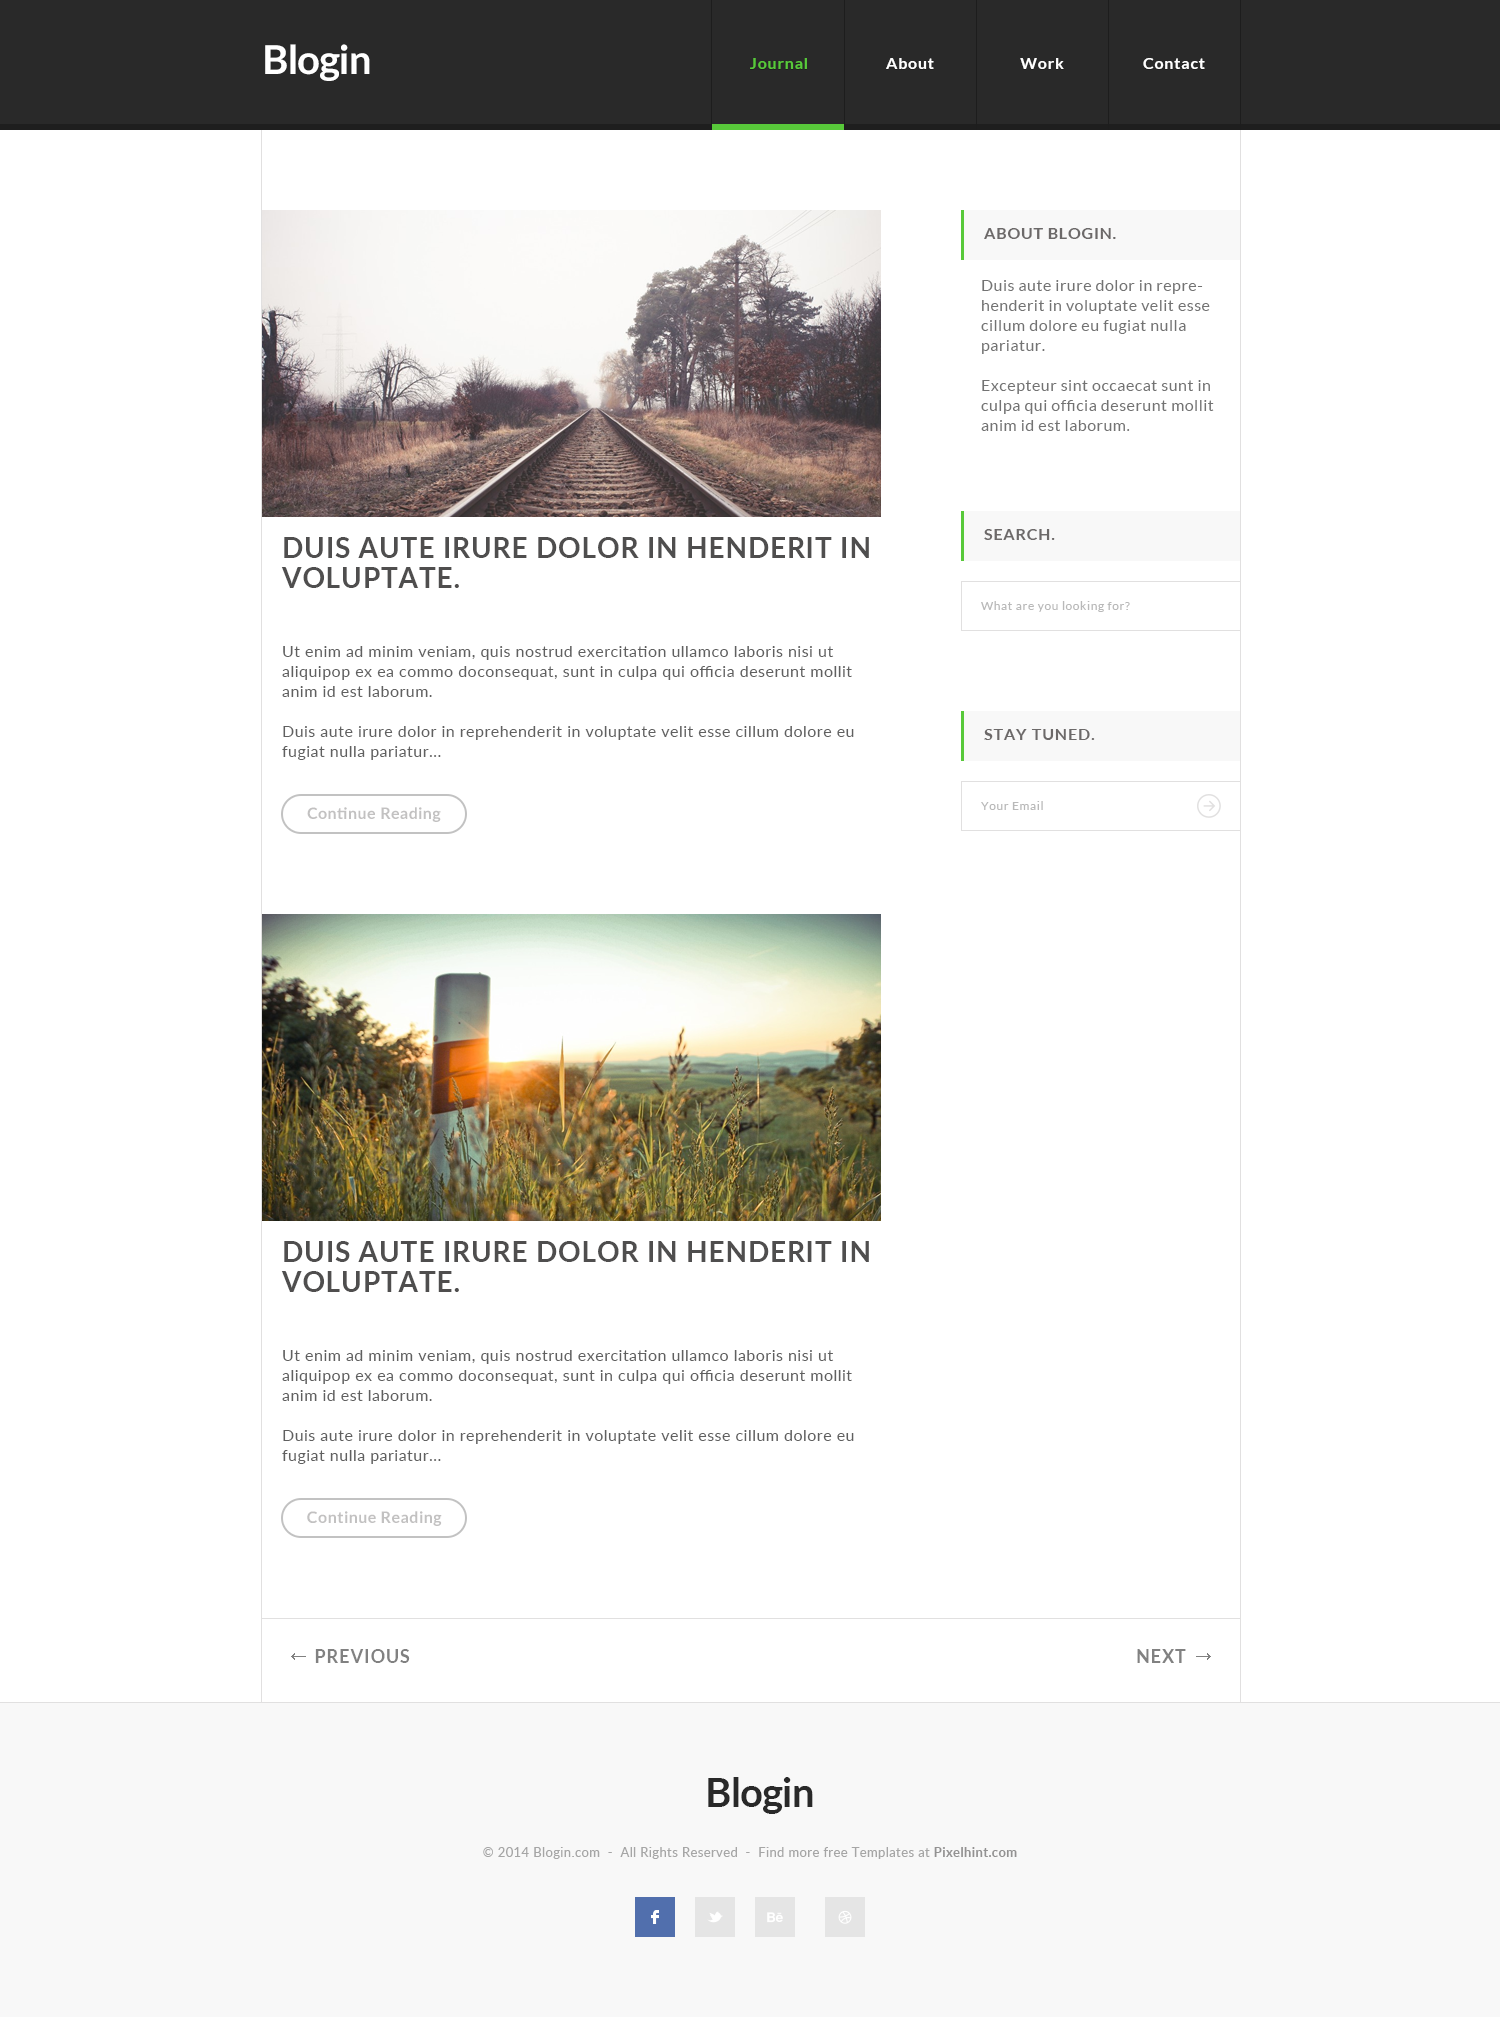 Blogin
Journal
About
Work
Contact
DUIS AUTE IRURE DOLOR IN HENDERIT IN
VOLUPTATE.
Ut enim ad minim veniam, quis nostrud exercitation ullamco laboris nisi ut
aliquipop ex ea commo doconsequat, sunt in culpa qui officia deserunt mollit
anim id est laborum.
Duis aute irure dolor in reprehenderit in voluptate velit esse cillum dolore eu
fugiat nulla pariatur...
Continue Reading
ABOUT BLOGIN.
Duis aute irure dolor in repre-
henderit in voluptate velit esse
cillum dolore eu fugiat nulla
pariatur.
Excepteur sint occaecat sunt in
culpa qui officia deserunt mollit
anim id est laborum.
SEARCH.
What are you looking for?
STAY TUNED.
Your Email
DUIS AUTE IRURE DOLOR IN HENDERIT IN
VOLUPTATE.
Ut enim ad minim veniam, quis nostrud exercitation ullamco laboris nisi ut
aliquipop ex ea commo doconsequat, sunt in culpa qui officia deserunt mollit
anim id est laborum.
Duis aute irure dolor in reprehenderit in voluptate velit esse cillum dolore eu
fugiat nulla pariatur...
Continue Reading
← PREVIOUS
NEXT →
Blogin
© 2014 Blogin.com - All Rights Reserved - Find more free Templates at Pixelhint.com
f
Bē